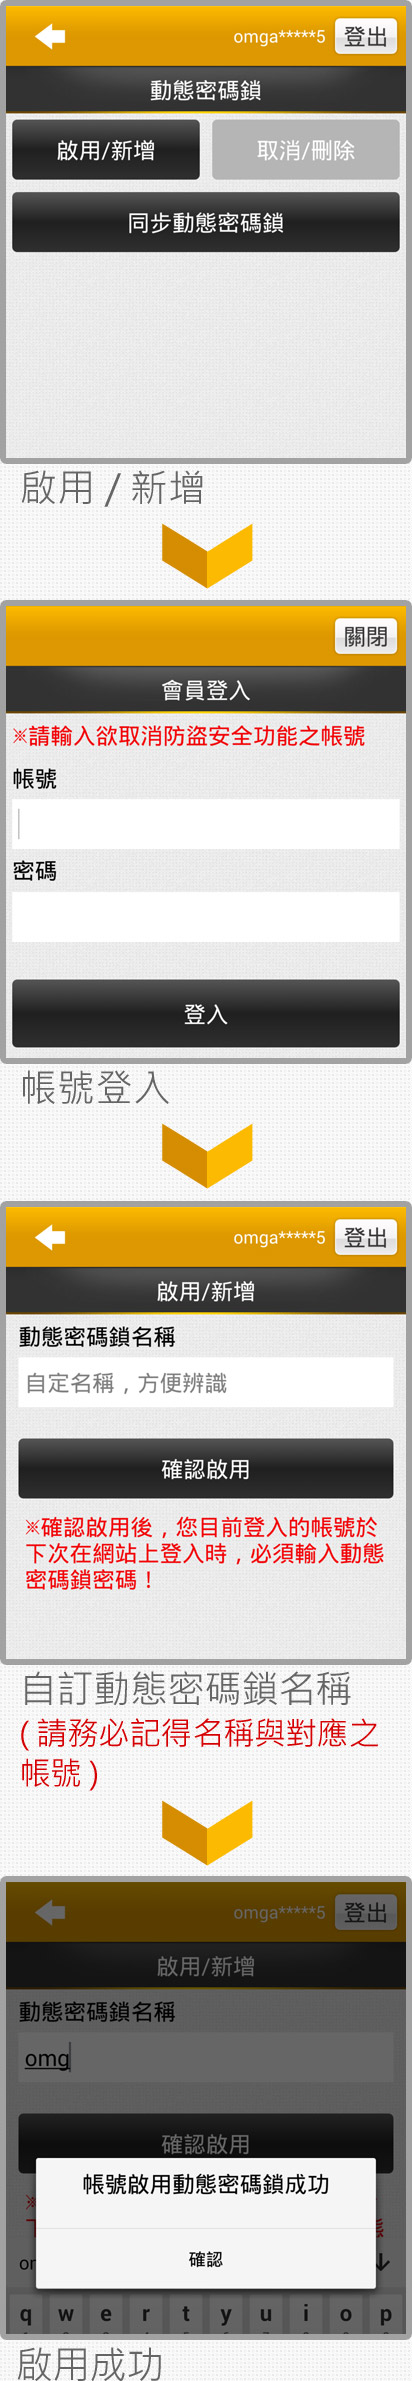 omga*****5 登出
動態密碼鎖
啟用/新增 取消/刪除
同步動態密碼鎖
啟用 / 新增
關閉
會員登入
※請輸入欲取消防盜安全功能之帳號
帳號
密碼
登入
帳號登入
omga*****5 登出
啟用/新增
動態密碼鎖名稱
自定名稱，方便辨識
確認啟用
※確認啟用後，您目前登入的帳號於
下次在網站上登入時，必須輸入動態
密碼鎖密碼！
自訂動態密碼鎖名稱
( 請務必記得名稱與對應之
帳號 )
omga*****5 登出
啟用/新增
動態密碼鎖名稱
omg
確認啟用
帳號啟用動態密碼鎖成功
確認
q w e r t y u i o p
啟用成功